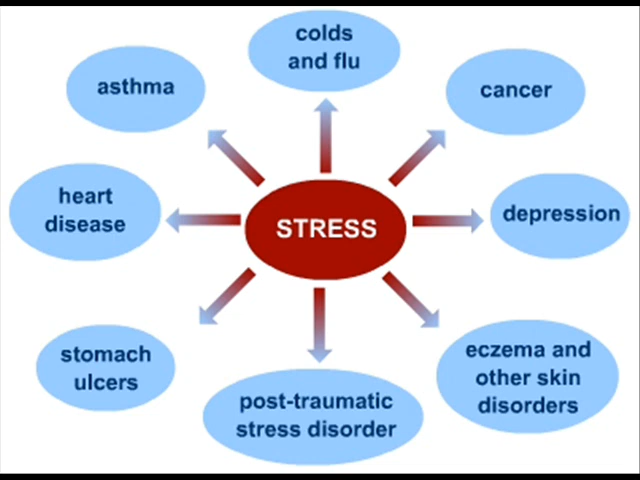 colds
and flu
asthma
cancer
heart
disease
STRESS
depression
stomach
ulcers
post-traumatic
stress disorder
eczema and
other skin
disorders